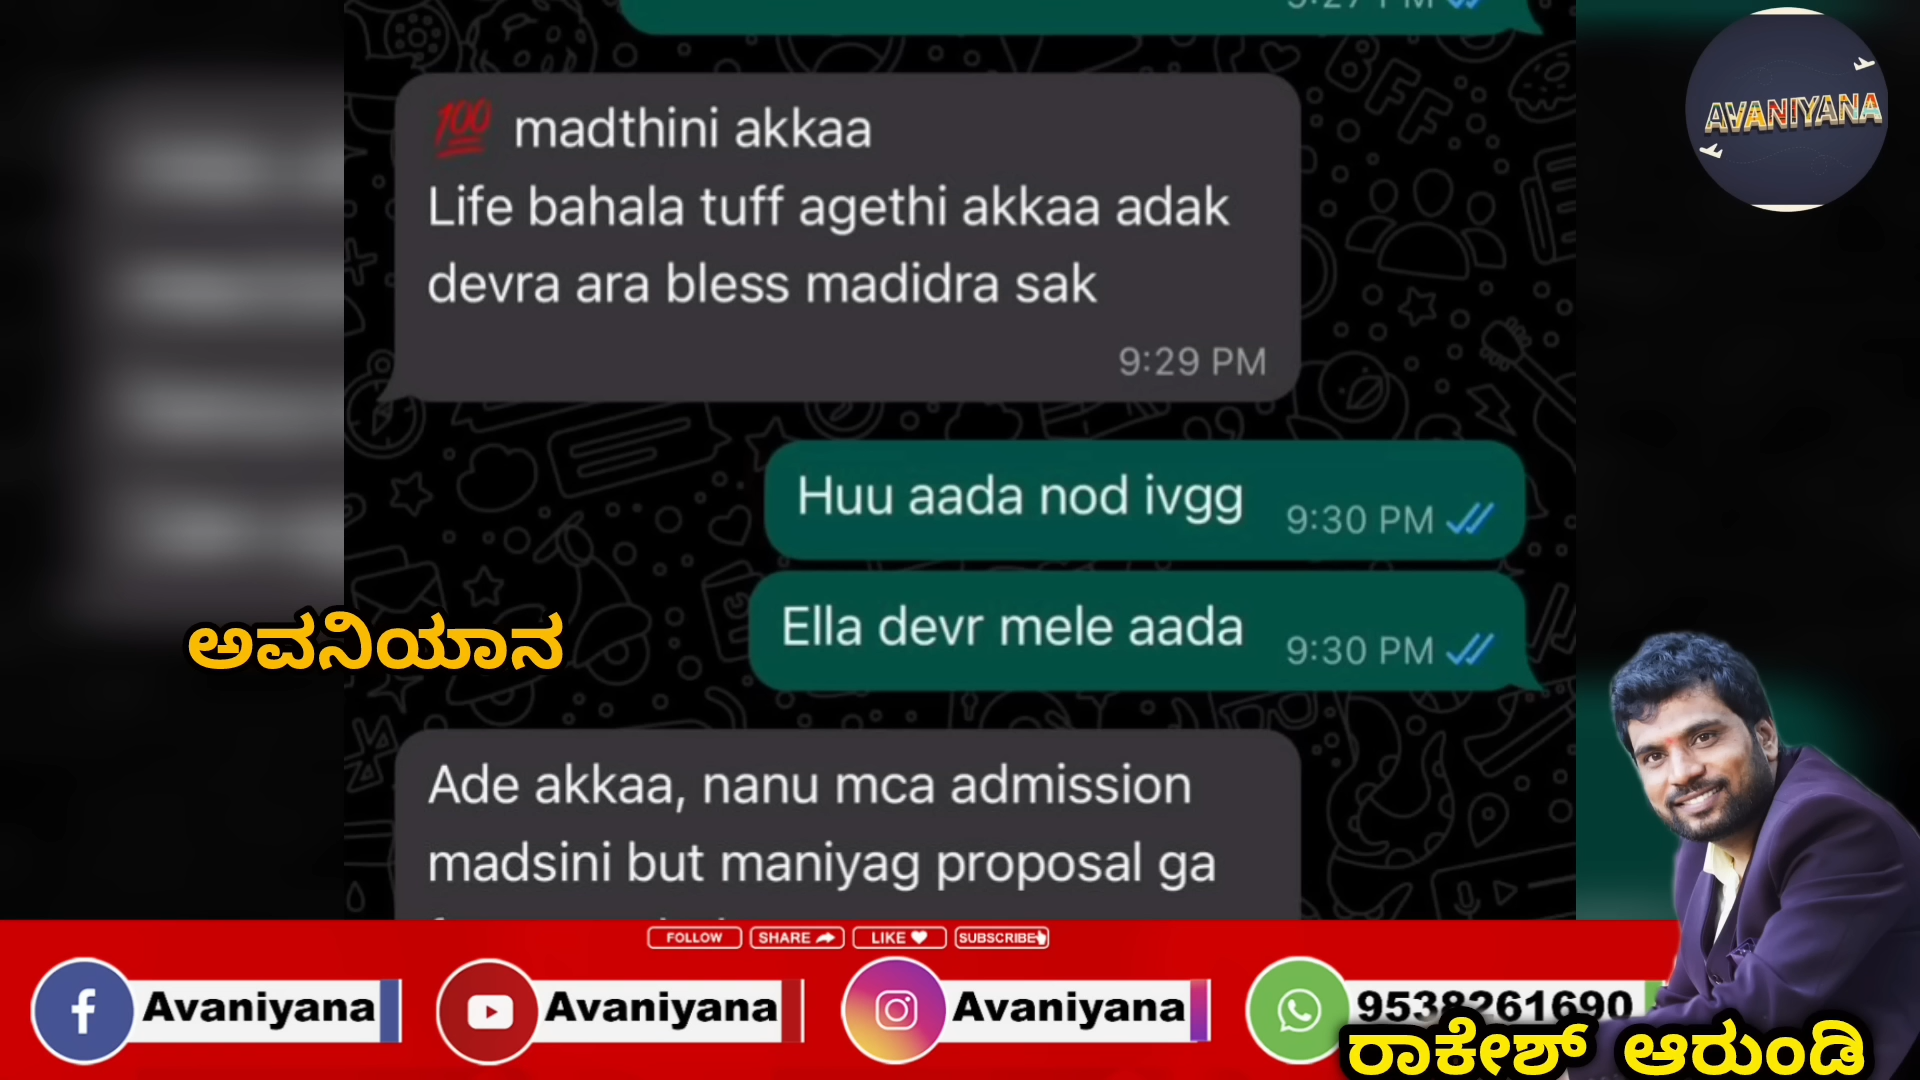 AVANIYANA
💯 madthini akkaa
Life bahala tuff agethi akkaa adak
devra ara bless madidra sak
9:29 PM
Huu aada nod ivgg 9:30 PM
Ella devr mele aada 9:30 PM
ಅವನಿಯಾನ
Ade akkaa, nanu mca admission
madsini but maniyag proposal ga
FOLLOW SHARE LIKE SUBSCRIBE
Avaniyana Avaniyana Avaniyana 9538261690
ರಾಕೇಶ್ ಆರುಂಡಿ